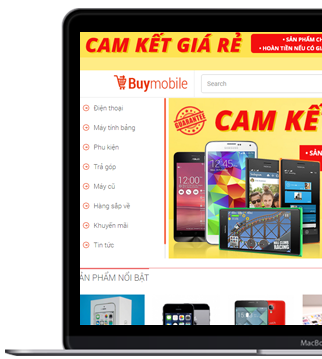 CAM KẾT GIÁ RẺ
• SẢN PHẨM CH
• HOÀN TIỀN NẾU CÓ GI
Buymobile
Search
Điện thoại
Máy tính bảng
Phụ kiện
Trả góp
Máy cũ
Hàng sắp về
Khuyến mãi
Tin tức
GUARANTEE
CAM KẾ
• SẢN
ẢN PHẨM NỔI BẬT
MacBo